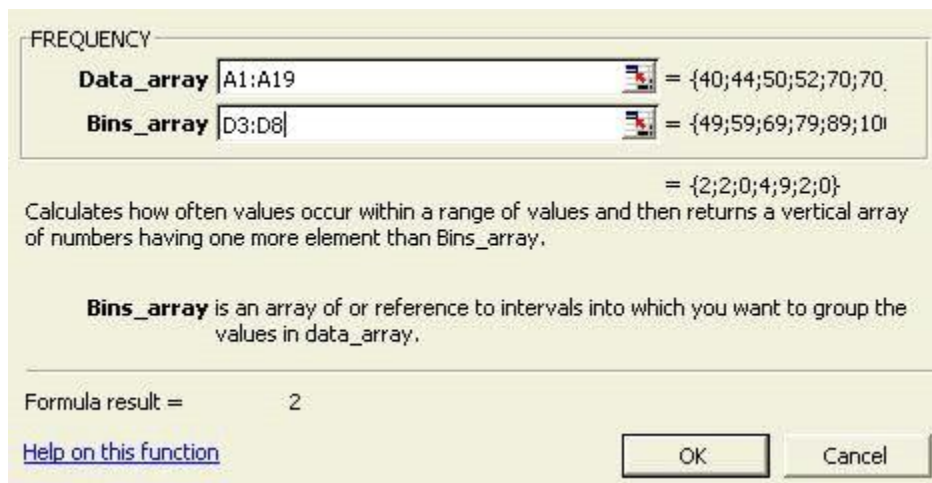 FREQUENCY
Data_array A1:A19 = {40;44;50;52;70;70
Bins_array D3:D8 = {49;59;69;79;89;10
= {2;2;0;4;9;2;0}
Calculates how often values occur within a range of values and then returns a vertical array
of numbers having one more element than Bins_array.
Bins_array is an array of or reference to intervals into which you want to group the
values in data_array.
Formula result = 2
Help on this function
OK Cancel